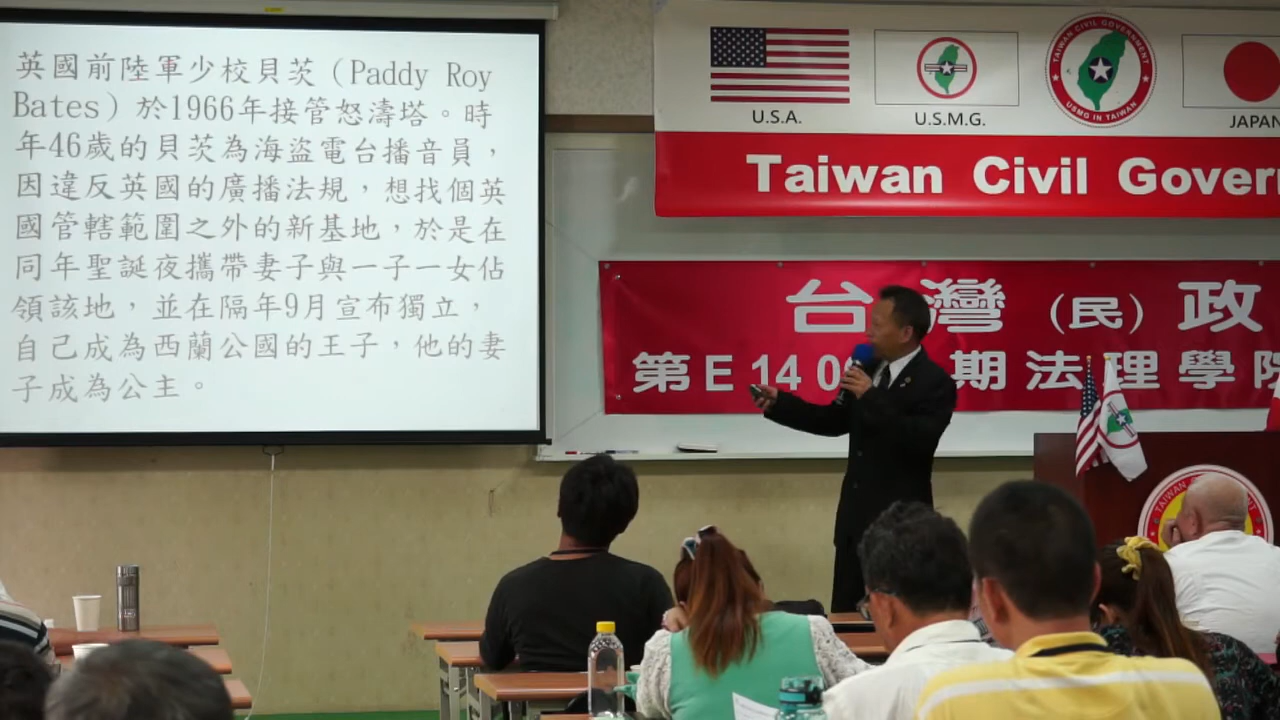 英國前陸軍少校貝茨（Paddy Roy
Bates）於1966年接管怒濤塔。時
年46歲的貝茨為海盜電台播音員，
因違反英國的廣播法規，想找個英
國管轄範圍之外的新基地，於是在
同年聖誕夜攜帶妻子與一子一女佔
領該地，並在隔年9月宣布獨立，
自己成為西蘭公國的王子，他的妻
子成為公主。
U.S.A.
U.S.M.G.
TAIWAN CIVIL GOVERNMENT
USMG IN TAIWAN
JAPAN
Taiwan Civil Govern
台灣（民）政
第E14 0 期法理學院
TAIWAN